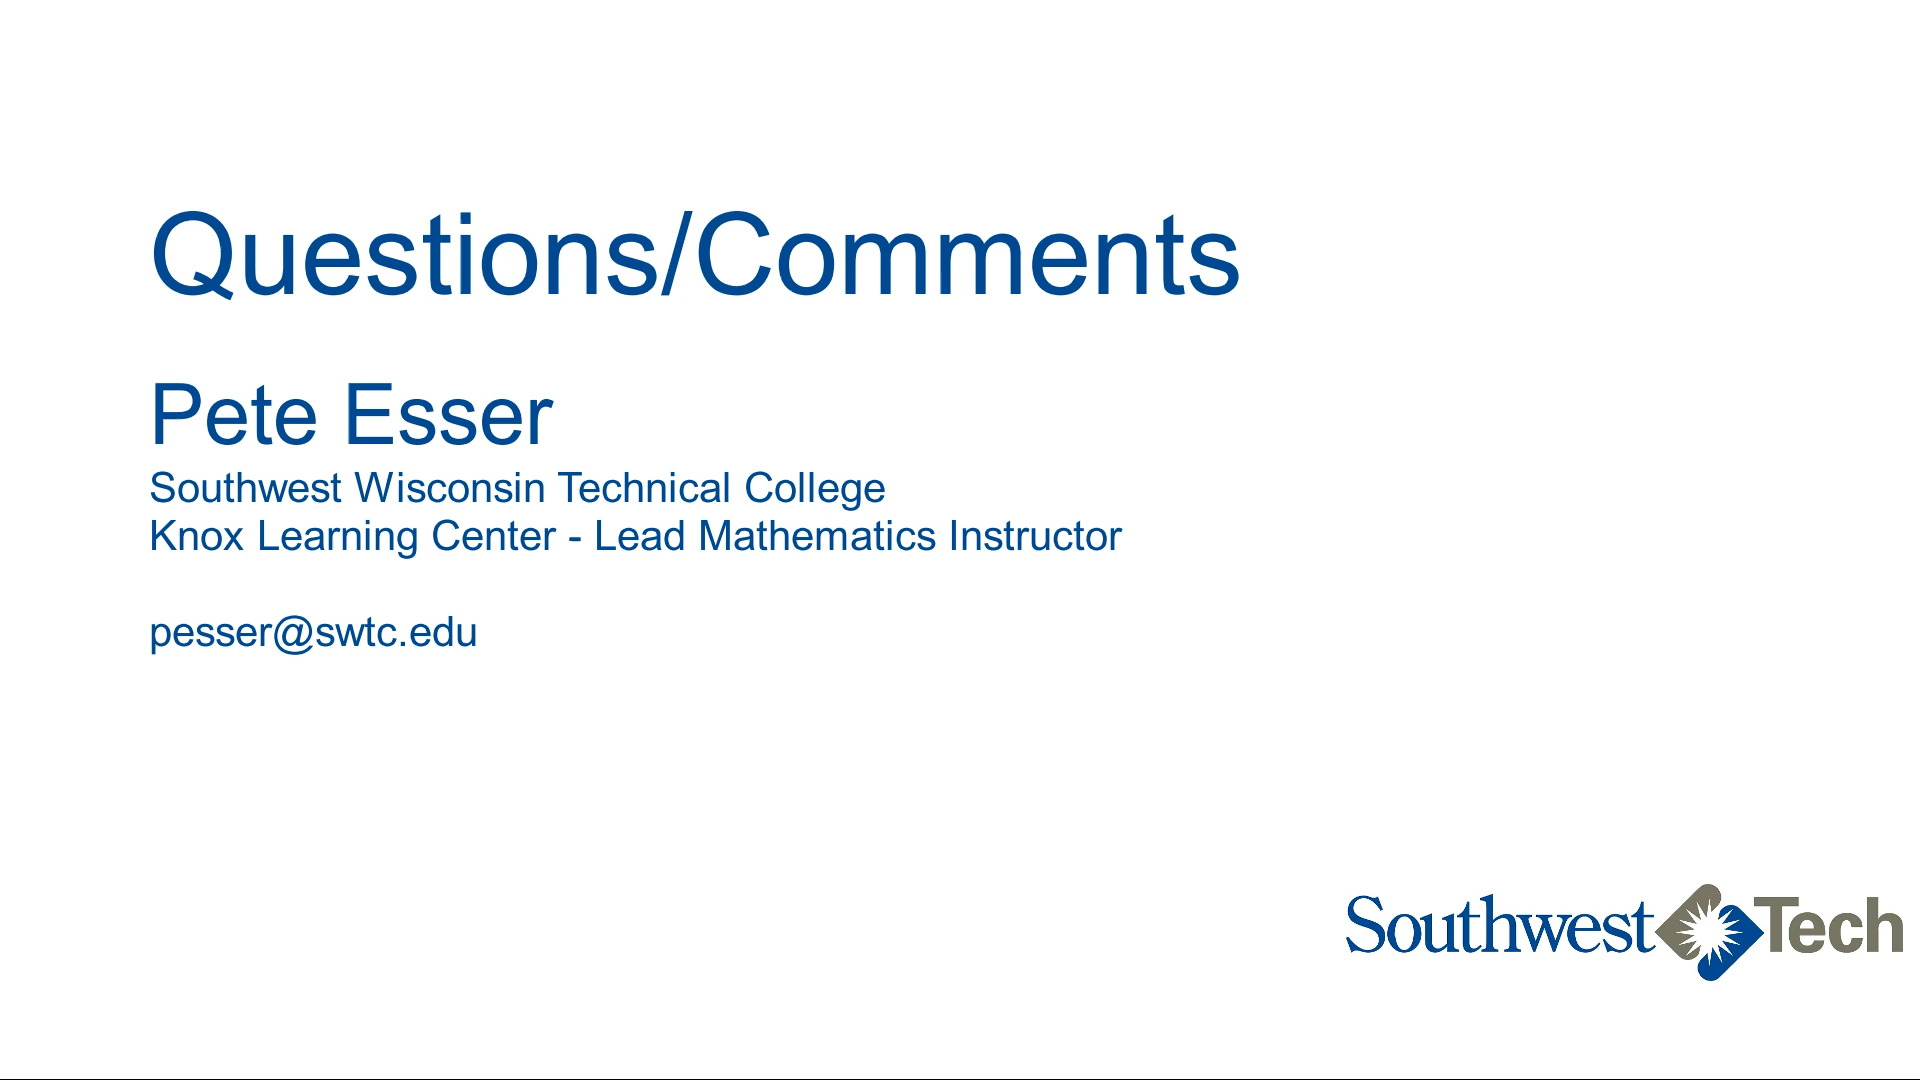 Questions/Comments
Pete Esser
Southwest Wisconsin Technical College
Knox Learning Center - Lead Mathematics Instructor
pesser@swtc.edu
Southwest Tech